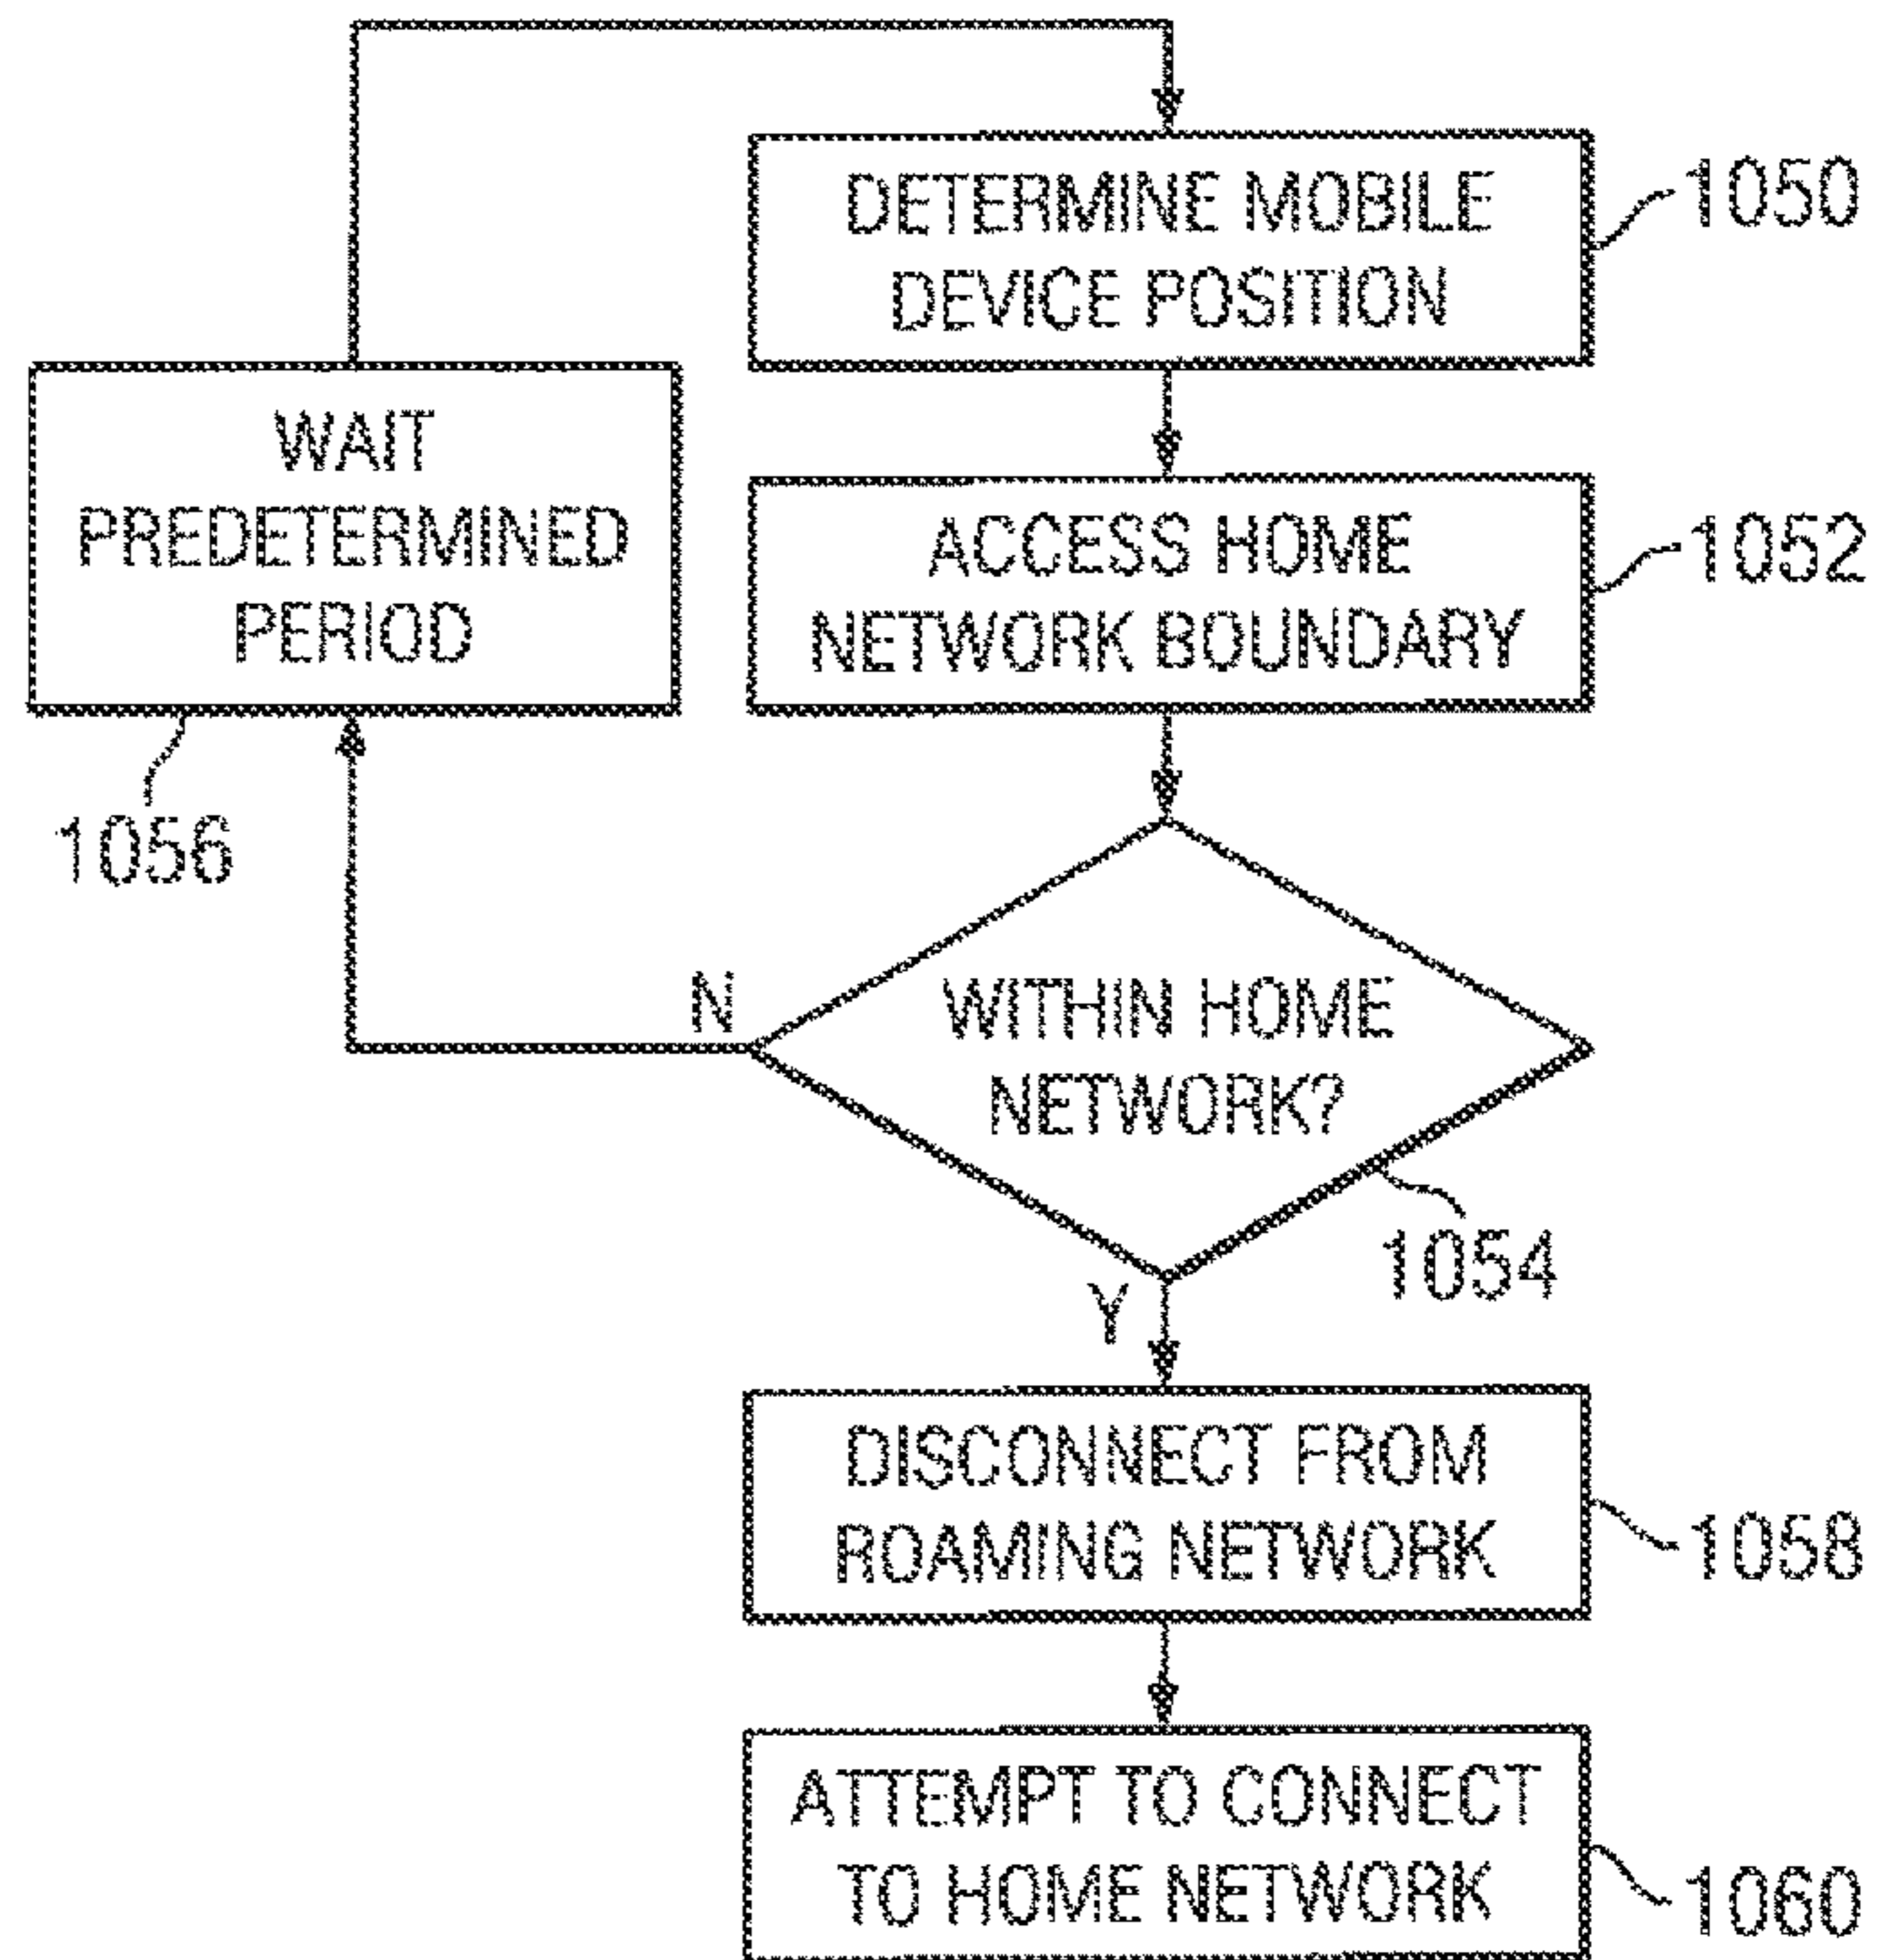 DETERMINE MOBILE
DEVICE POSITION
1050
WAIT
PREDETERMINED
PERIOD
1056
ACCESS HOME
NETWORK BOUNDARY
1052
WITHIN HOME
NETWORK?
1054
N
Y
DISCONNECT FROM
ROAMING NETWORK
1058
ATTEMPT TO CONNECT
TO HOME NETWORK
1060